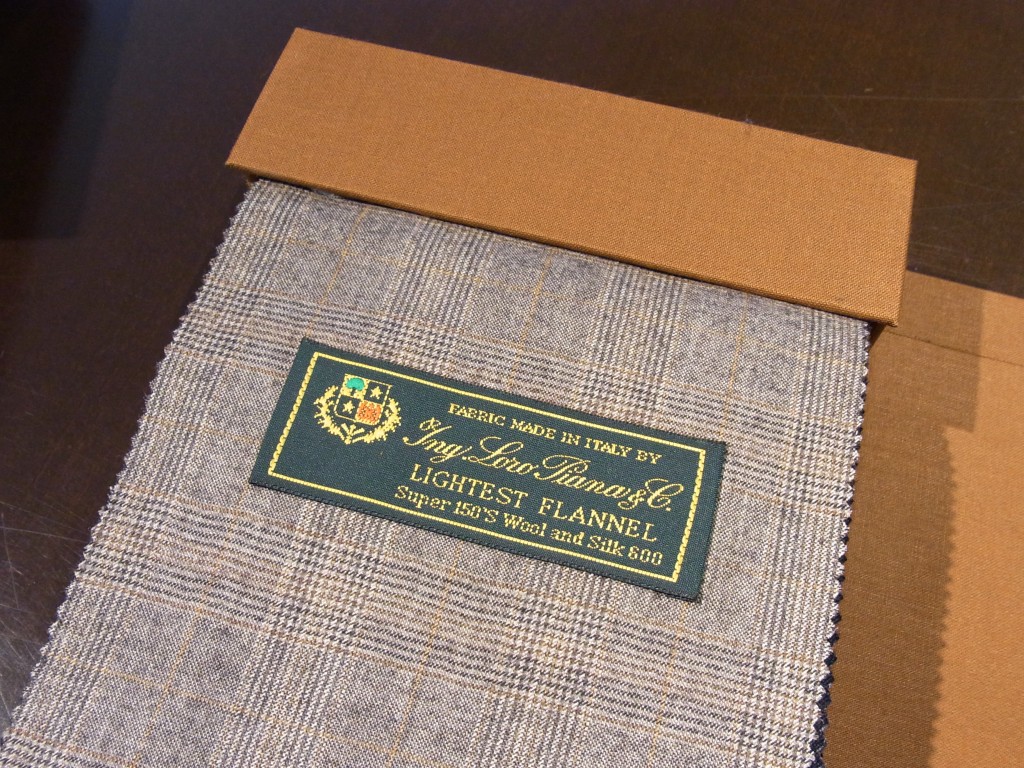 FABRIC MADE IN ITALY BY
Ing. Loro Piana & C.
LIGHTEST FLANNEL
Super 150'S Wool and Silk 600